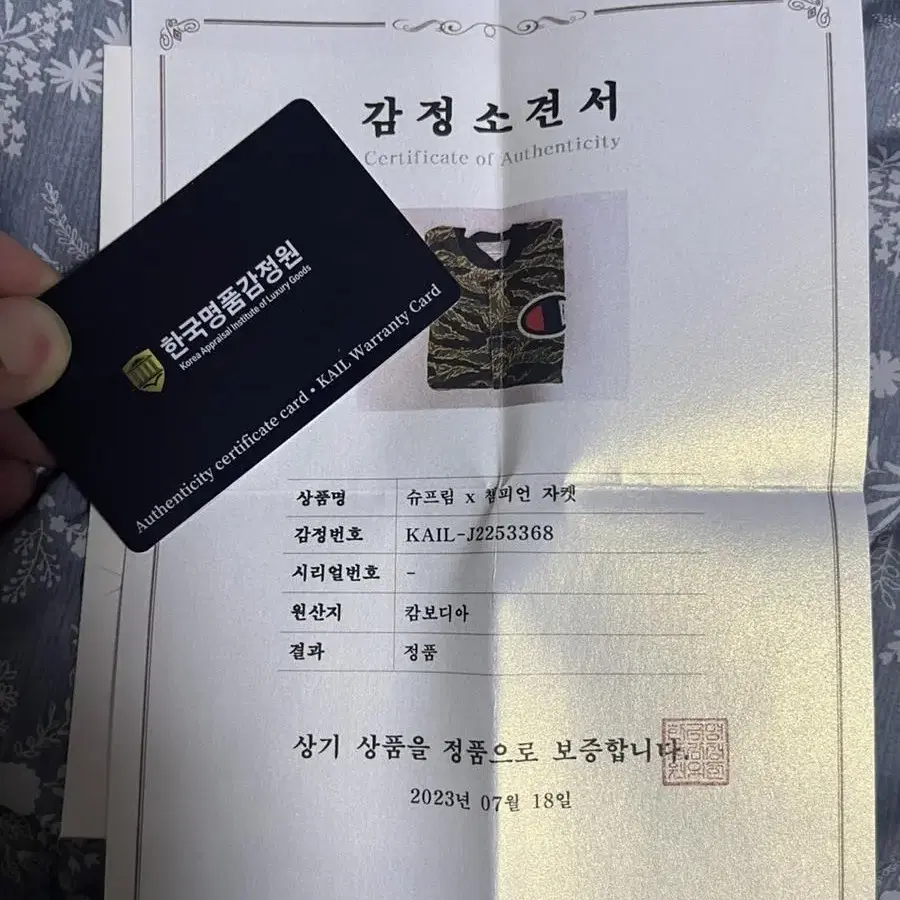 감정소견서
Certificate of Authenticity
한국명품감정원
Korea Appraisal Institute of Luxury Goods
Authenticity certificate card • KAIL Warranty Card
상품명 슈프림 x 챔피언 자켓
감정번호 KAIL-J2253368
시리얼번호 -
원산지 캄보디아
결과 정품
상기 상품을 정품으로 보증합니다.
2023년 07월 18일